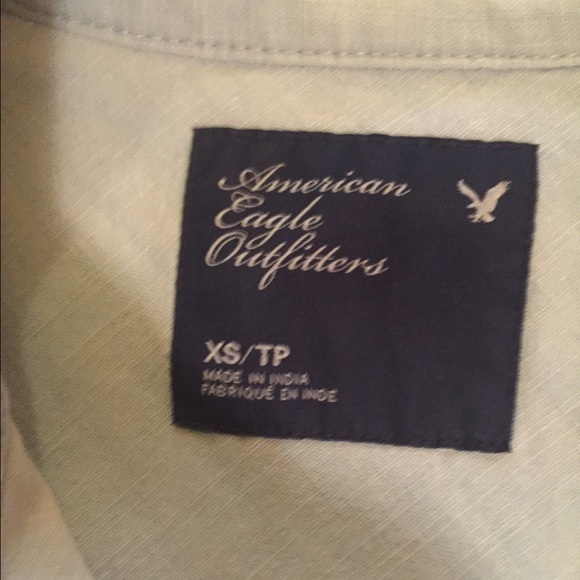 American
Eagle
Outfitters
XS/TP
MADE IN INDIA
FABRIQUÉ EN INDE